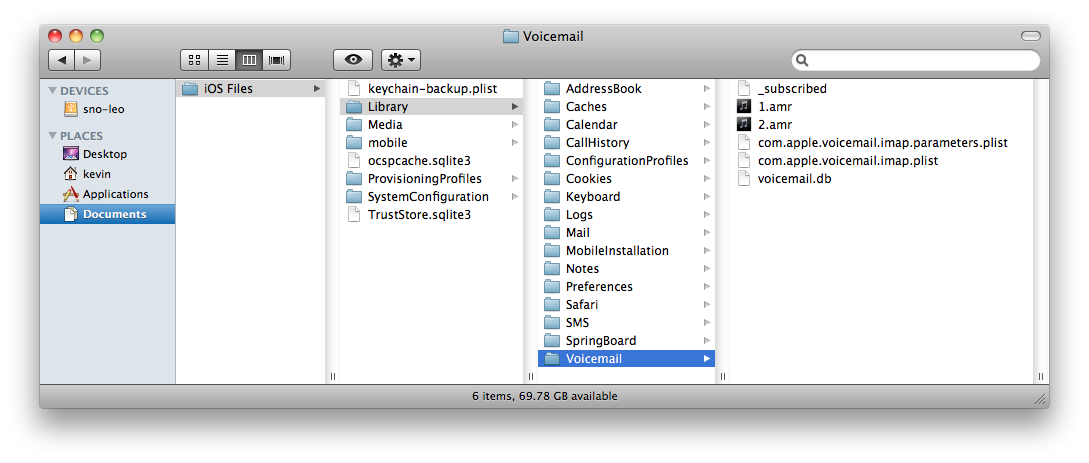 Voicemail
DEVICES
sno-leo
PLACES
Desktop
kevin
Applications
Documents
iOS Files
keychain-backup.plist
Library
Media
mobile
ocspcache.sqlite3
ProvisioningProfiles
SystemConfiguration
TrustStore.sqlite3
AddressBook
Caches
Calendar
CallHistory
ConfigurationProfiles
Cookies
Keyboard
Logs
Mail
MobileInstallation
Notes
Preferences
Safari
SMS
SpringBoard
Voicemail
_subscribed
1.amr
2.amr
com.apple.voicemail.imap.parameters.plist
com.apple.voicemail.imap.plist
voicemail.db
6 items, 69.78 GB available